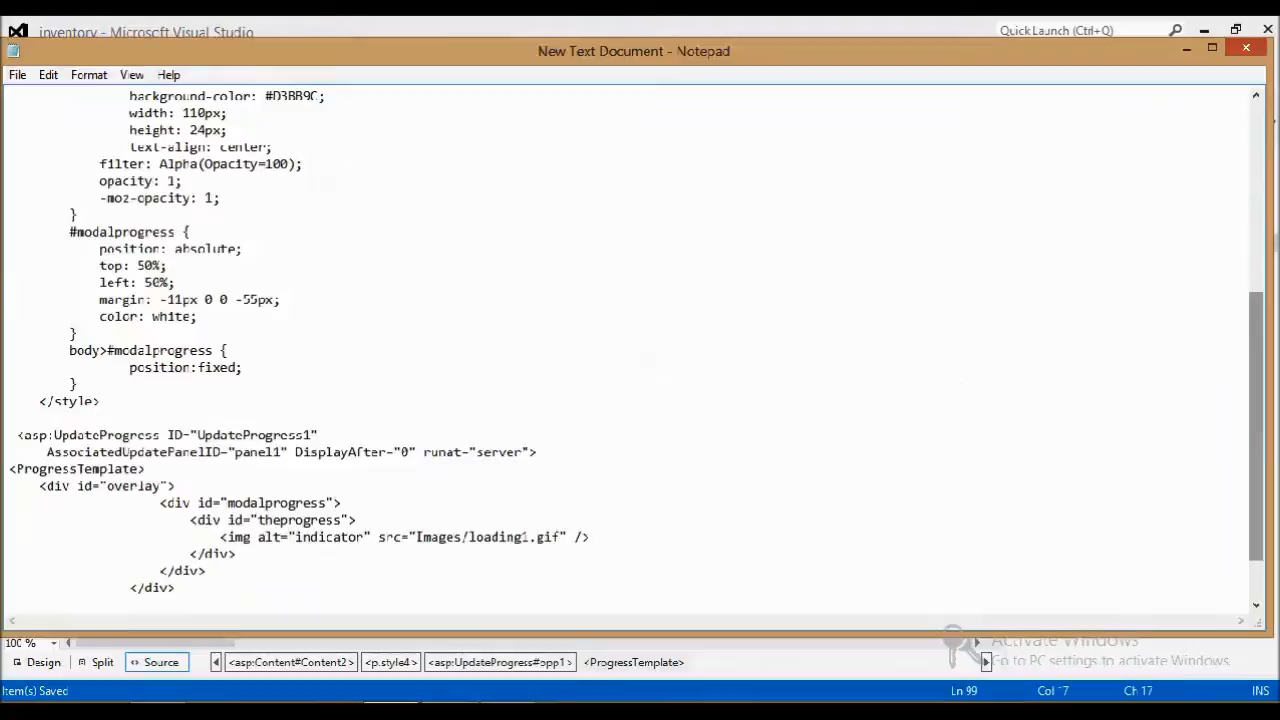 inventory - Microsoft Visual Studio
Quick Launch (Ctrl+Q)
New Text Document - Notepad
File Edit Format View Help
background-color: #D3BB9C;
width: 110px;
height: 24px;
text-align: center;
filter: Alpha(Opacity=100);
opacity: 1;
-moz-opacity: 1;
}
#modalprogress {
position: absolute;
top: 50%;
left: 50%;
margin: -11px 0 0 -55px;
color: white;
}
body>#modalprogress {
position:fixed;
}
</style>
<asp:UpdateProgress ID="UpdateProgress1"
AssociatedUpdatePanelID="panel1" DisplayAfter="0" runat="server">
<ProgressTemplate>
<div id="overlay">
<div id="modalprogress">
<div id="theprogress">
<img alt="indicator" src="Images/loading1.gif" />
</div>
</div>
</div>
100 %
Activate Windows
Go to PC settings to activate Windows.
Design Split Source <asp:Content#Content2> <p.style4> <asp:UpdateProgress#upp1> <ProgressTemplate>
Item(s) Saved Ln 99 Col 17 Ch 17 INS